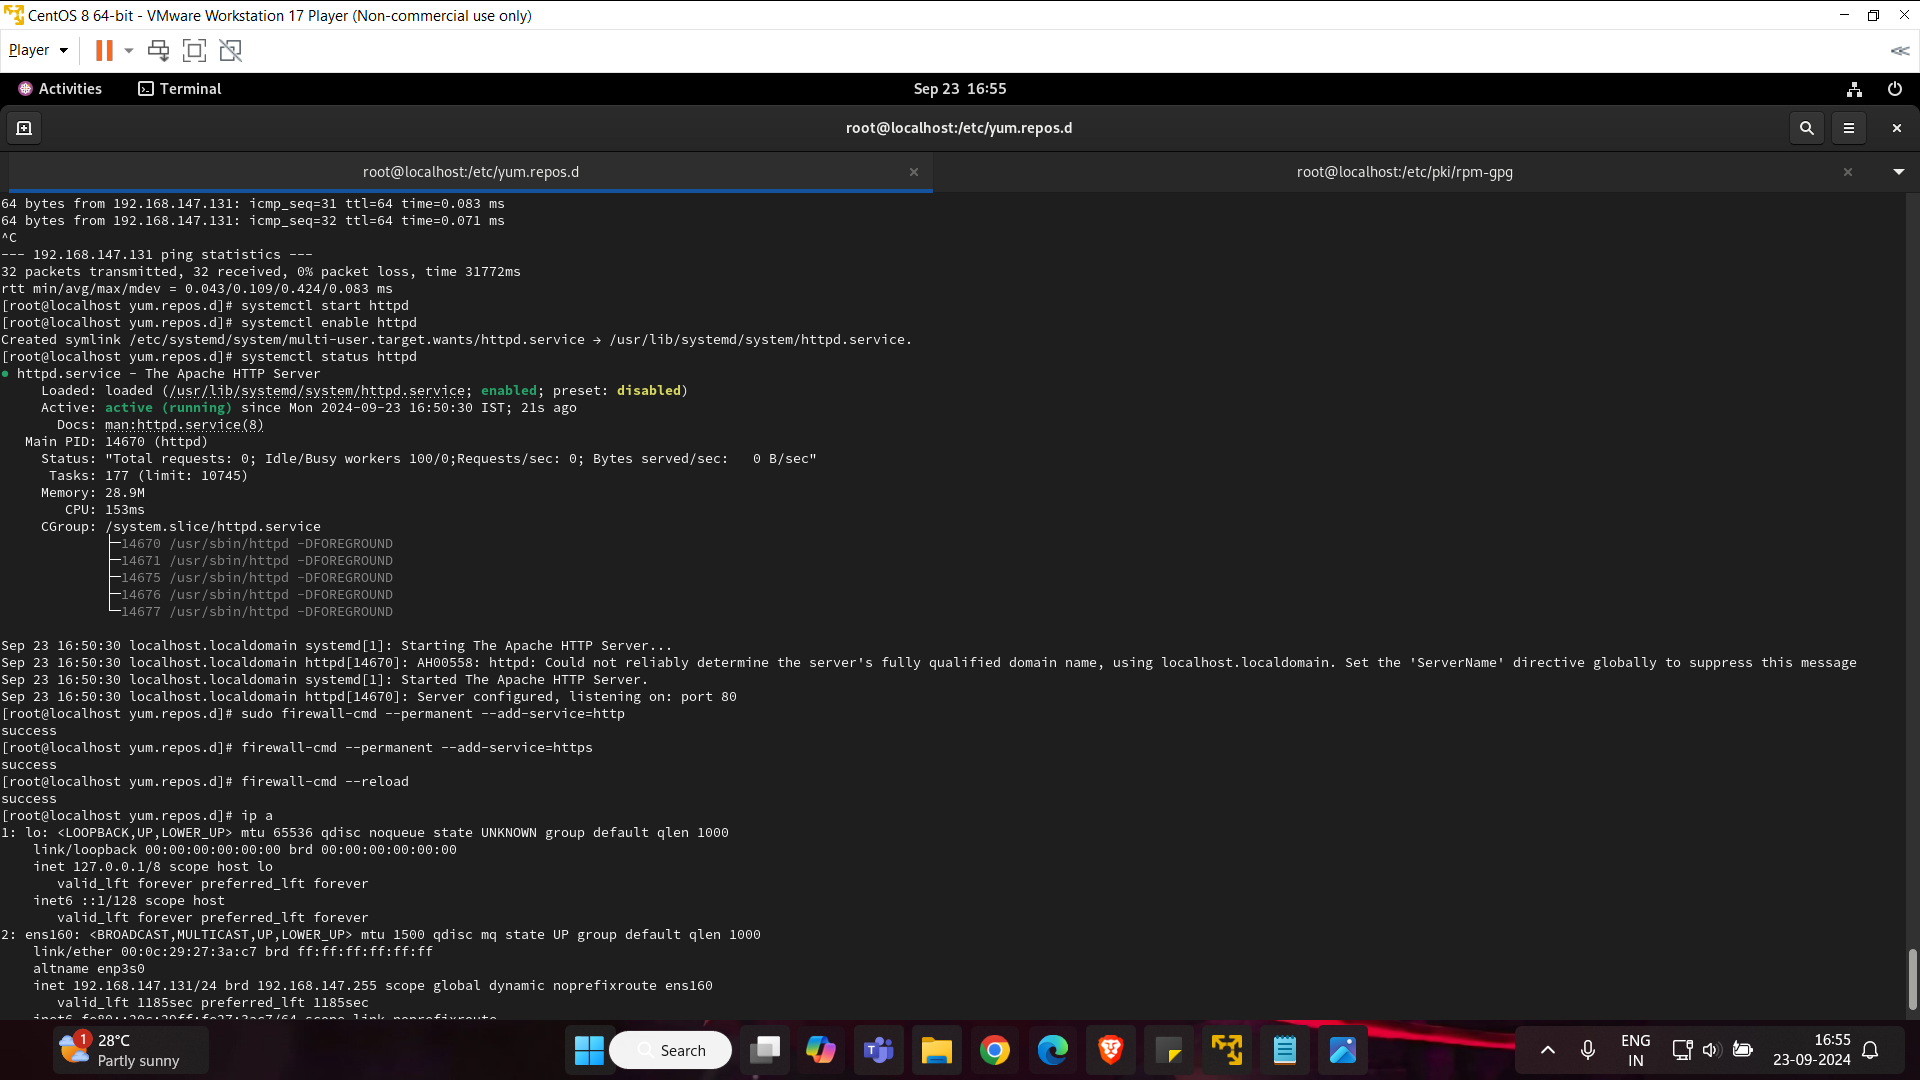 CentOS 8 64-bit - VMware Workstation 17 Player (Non-commercial use only)
Player
Activities
Terminal
Sep 23 16:55
root@localhost:/etc/yum.repos.d
root@localhost:/etc/yum.repos.d
root@localhost:/etc/pki/rpm-gpg
64 bytes from 192.168.147.131: icmp_seq=31 ttl=64 time=0.083 ms
64 bytes from 192.168.147.131: icmp_seq=32 ttl=64 time=0.071 ms
^C
--- 192.168.147.131 ping statistics ---
32 packets transmitted, 32 received, 0% packet loss, time 31772ms
rtt min/avg/max/mdev = 0.043/0.109/0.424/0.083 ms
[root@localhost yum.repos.d]# systemctl start httpd
[root@localhost yum.repos.d]# systemctl enable httpd
Created symlink /etc/systemd/system/multi-user.target.wants/httpd.service → /usr/lib/systemd/system/httpd.service.
[root@localhost yum.repos.d]# systemctl status httpd
● httpd.service - The Apache HTTP Server
Loaded: loaded (/usr/lib/systemd/system/httpd.service; enabled; preset: disabled)
Active: active (running) since Mon 2024-09-23 16:50:30 IST; 21s ago
Docs: man:httpd.service(8)
Main PID: 14670 (httpd)
Status: "Total requests: 0; Idle/Busy workers 100/0;Requests/sec: 0; Bytes served/sec:   0 B/sec"
Tasks: 177 (limit: 10745)
Memory: 28.9M
CPU: 153ms
CGroup: /system.slice/httpd.service
├─14670 /usr/sbin/httpd -DFOREGROUND
├─14671 /usr/sbin/httpd -DFOREGROUND
├─14675 /usr/sbin/httpd -DFOREGROUND
├─14676 /usr/sbin/httpd -DFOREGROUND
└─14677 /usr/sbin/httpd -DFOREGROUND
Sep 23 16:50:30 localhost.localdomain systemd[1]: Starting The Apache HTTP Server...
Sep 23 16:50:30 localhost.localdomain httpd[14670]: AH00558: httpd: Could not reliably determine the server's fully qualified domain name, using localhost.localdomain. Set the 'ServerName' directive globally to suppress this message
Sep 23 16:50:30 localhost.localdomain systemd[1]: Started The Apache HTTP Server.
Sep 23 16:50:30 localhost.localdomain httpd[14670]: Server configured, listening on: port 80
[root@localhost yum.repos.d]# sudo firewall-cmd --permanent --add-service=http
success
[root@localhost yum.repos.d]# firewall-cmd --permanent --add-service=https
success
[root@localhost yum.repos.d]# firewall-cmd --reload
success
[root@localhost yum.repos.d]# ip a
1: lo: <LOOPBACK,UP,LOWER_UP> mtu 65536 qdisc noqueue state UNKNOWN group default qlen 1000
link/loopback 00:00:00:00:00:00 brd 00:00:00:00:00:00
inet 127.0.0.1/8 scope host lo
valid_lft forever preferred_lft forever
inet6 ::1/128 scope host
valid_lft forever preferred_lft forever
2: ens160: <BROADCAST,MULTICAST,UP,LOWER_UP> mtu 1500 qdisc mq state UP group default qlen 1000
link/ether 00:0c:29:27:3a:c7 brd ff:ff:ff:ff:ff:ff
altname enp3s0
inet 192.168.147.131/24 brd 192.168.147.255 scope global dynamic noprefixroute ens160
valid_lft 1185sec preferred_lft 1185sec
inet6 fe80::20c:29ff:fe27:3ac7/64 scope link noprefixroute
1
28°C
Partly sunny
Search
ENG
IN
16:55
23-09-2024